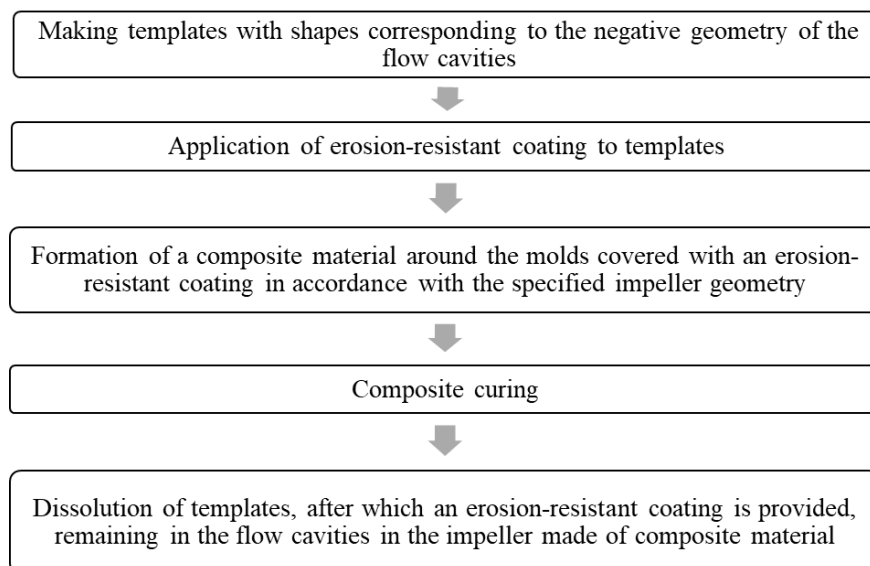 Making templates with shapes corresponding to the negative geometry of the
flow cavities
Application of erosion-resistant coating to templates
Formation of a composite material around the molds covered with an erosion-
resistant coating in accordance with the specified impeller geometry
Composite curing
Dissolution of templates, after which an erosion-resistant coating is provided,
remaining in the flow cavities in the impeller made of composite material